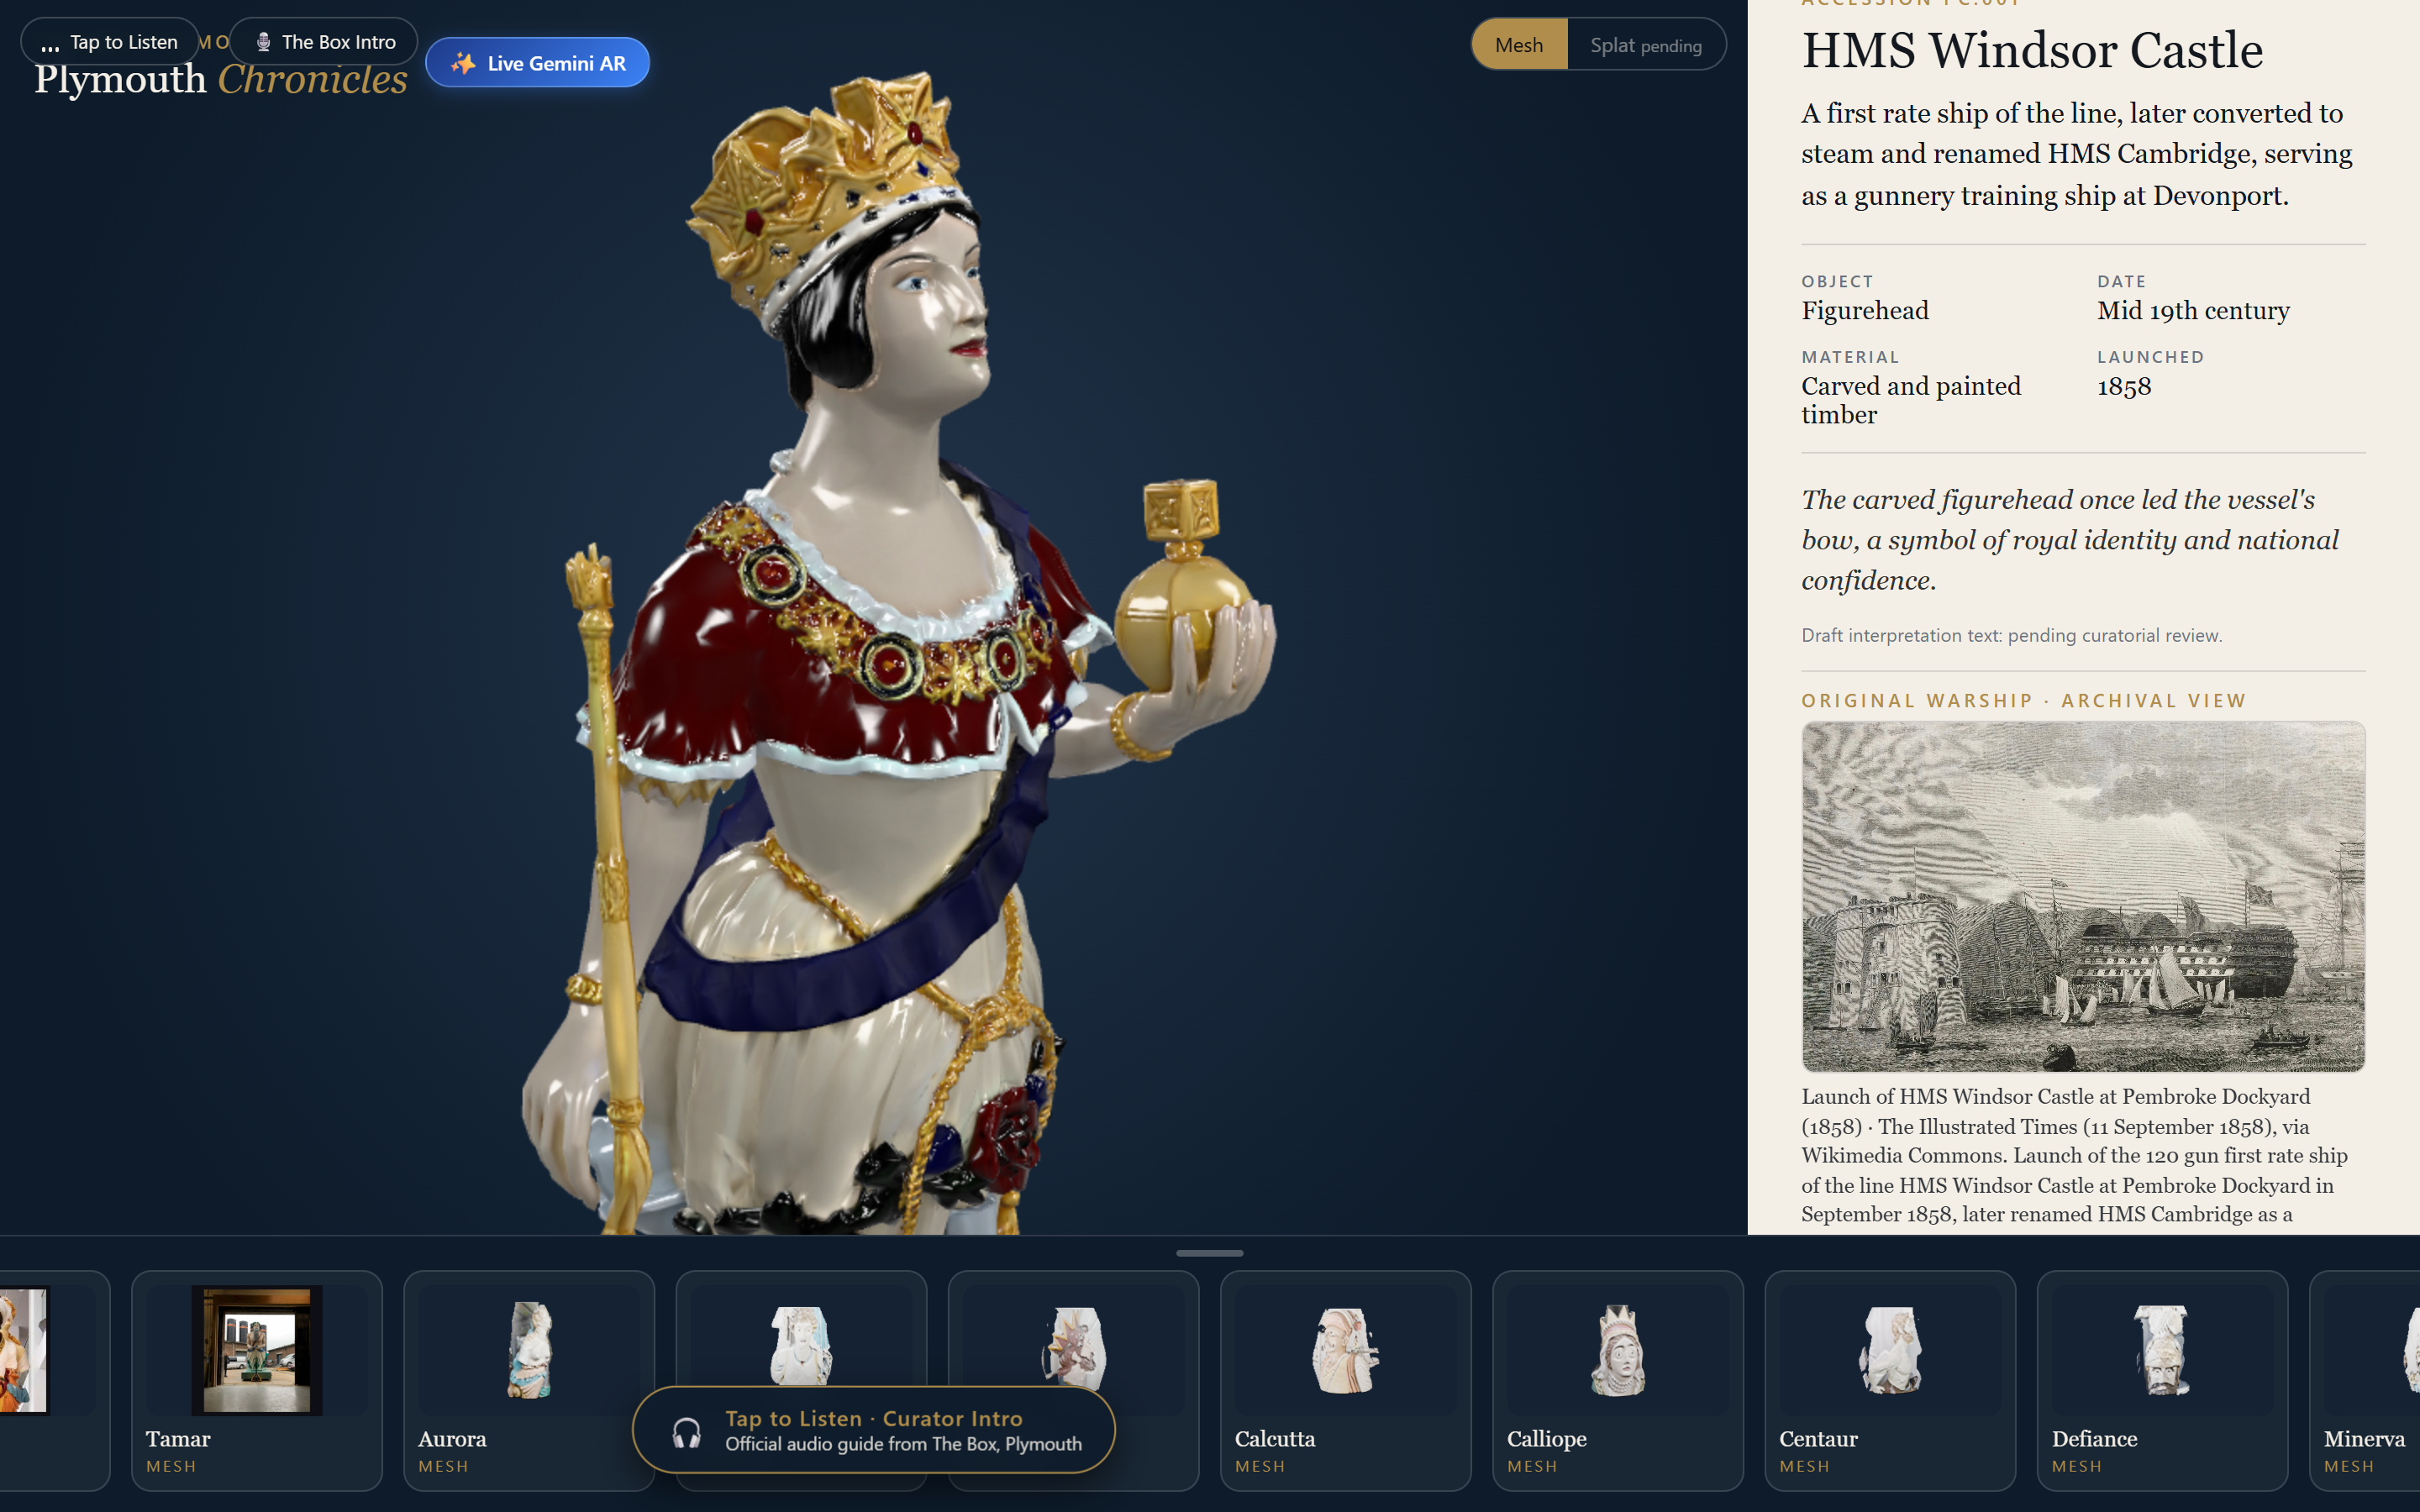 ... Tap to Listen
The Box Intro
Plymouth Chronicles
Live Gemini AR
Mesh
Splat pending
ACCESSION PC.001
HMS Windsor Castle
A first rate ship of the line, later converted to
steam and renamed HMS Cambridge, serving
as a gunnery training ship at Devonport.
OBJECT
Figurehead
DATE
Mid 19th century
MATERIAL
Carved and painted
timber
LAUNCHED
1858
The carved figurehead once led the vessel's
bow, a symbol of royal identity and national
confidence.
Draft interpretation text: pending curatorial review.
ORIGINAL WARSHIP · ARCHIVAL VIEW
Launch of HMS Windsor Castle at Pembroke Dockyard
(1858) · The Illustrated Times (11 September 1858), via
Wikimedia Commons. Launch of the 120 gun first rate ship
of the line HMS Windsor Castle at Pembroke Dockyard in
September 1858, later renamed HMS Cambridge as a
Tamar
MESH
Aurora
MESH
Tap to Listen · Curator Intro
Official audio guide from The Box, Plymouth
Calcutta
MESH
Calliope
MESH
Centaur
MESH
Defiance
MESH
Minerva
MESH